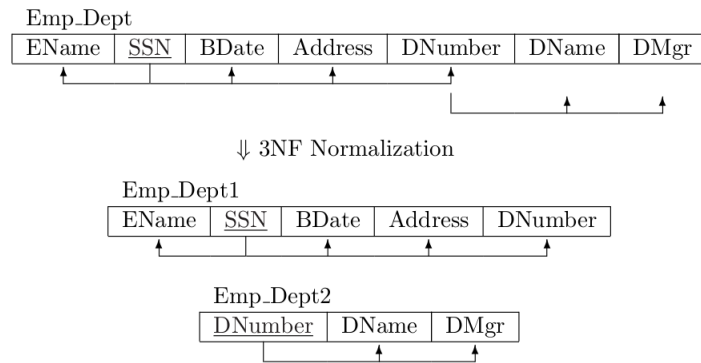 Emp_Dept
EName SSN BDate Address DNumber DName DMgr
⇓ 3NF Normalization
Emp_Dept1
EName SSN BDate Address DNumber
Emp_Dept2
DNumber DName DMgr